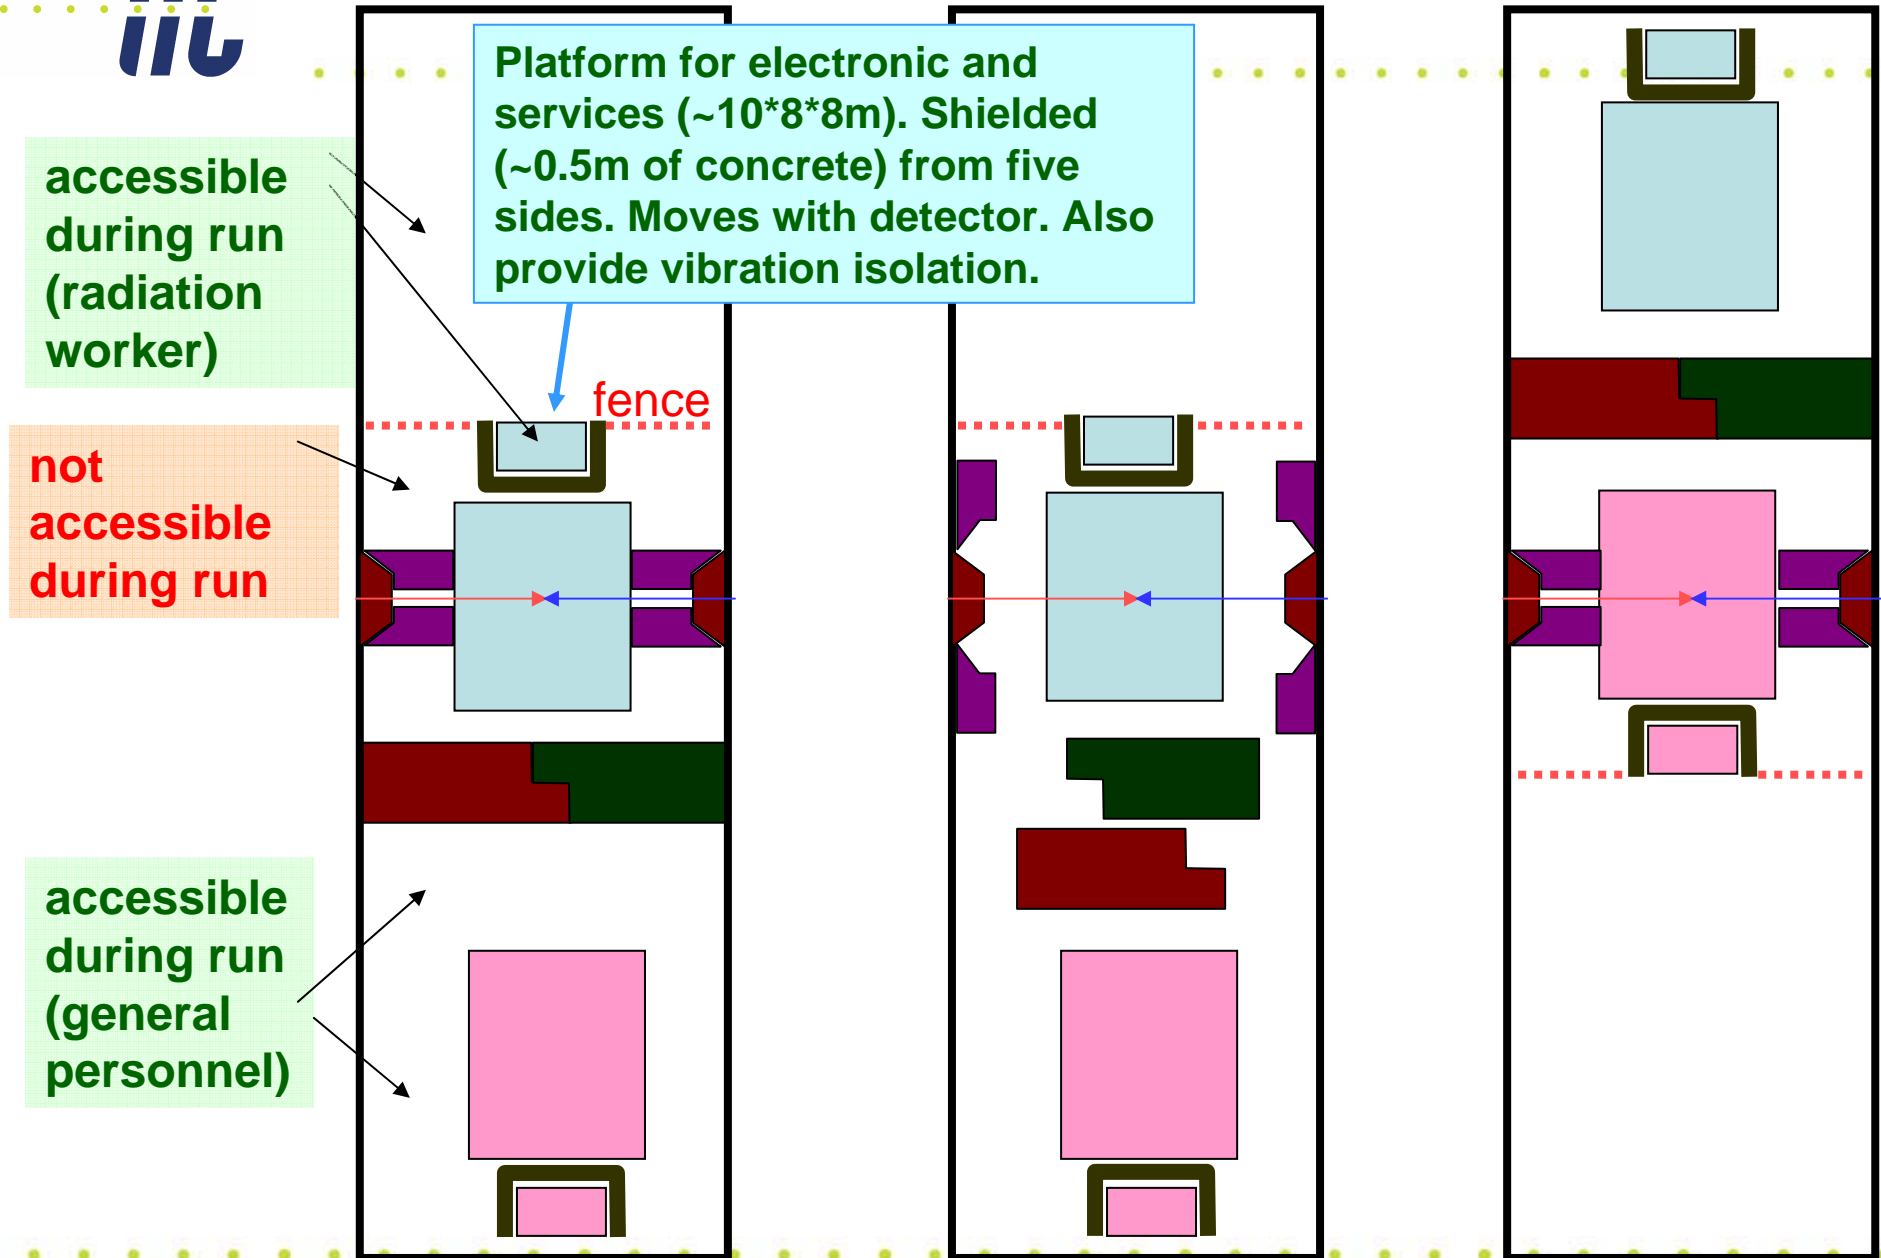 Platform for electronic and
services (~10*8*8m). Shielded
(~0.5m of concrete) from five
sides. Moves with detector. Also
provide vibration isolation.
accessible
during run
(radiation
worker)
fence
not
accessible
during run
accessible
during run
(general
personnel)